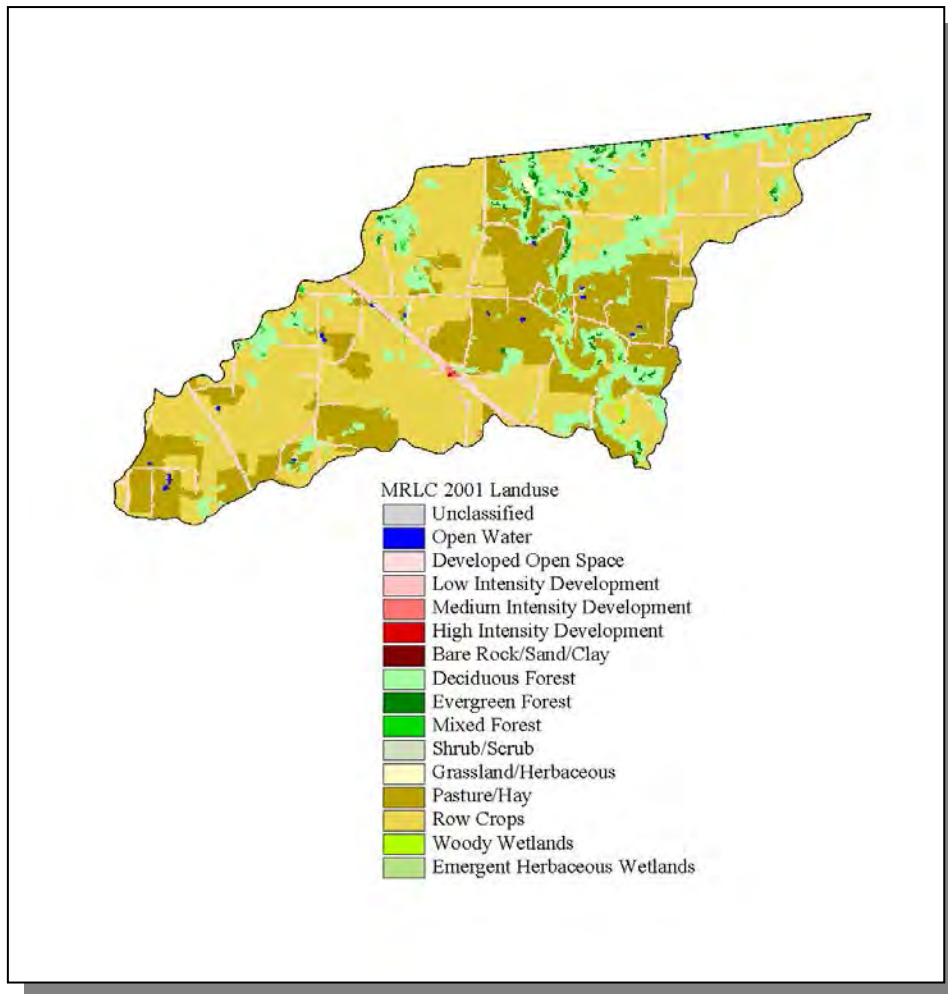 MRLC 2001 Landuse
Unclassified
Open Water
Developed Open Space
Low Intensity Development
Medium Intensity Development
High Intensity Development
Bare Rock/Sand/Clay
Deciduous Forest
Evergreen Forest
Mixed Forest
Shrub/Scrub
Grassland/Herbaceous
Pasture/Hay
Row Crops
Woody Wetlands
Emergent Herbaceous Wetlands